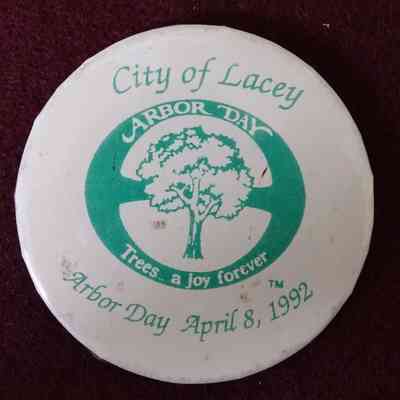 City of Lacey
ARBOR DAY
Trees.. a joy forever
TM
Arbor Day April 8, 1992